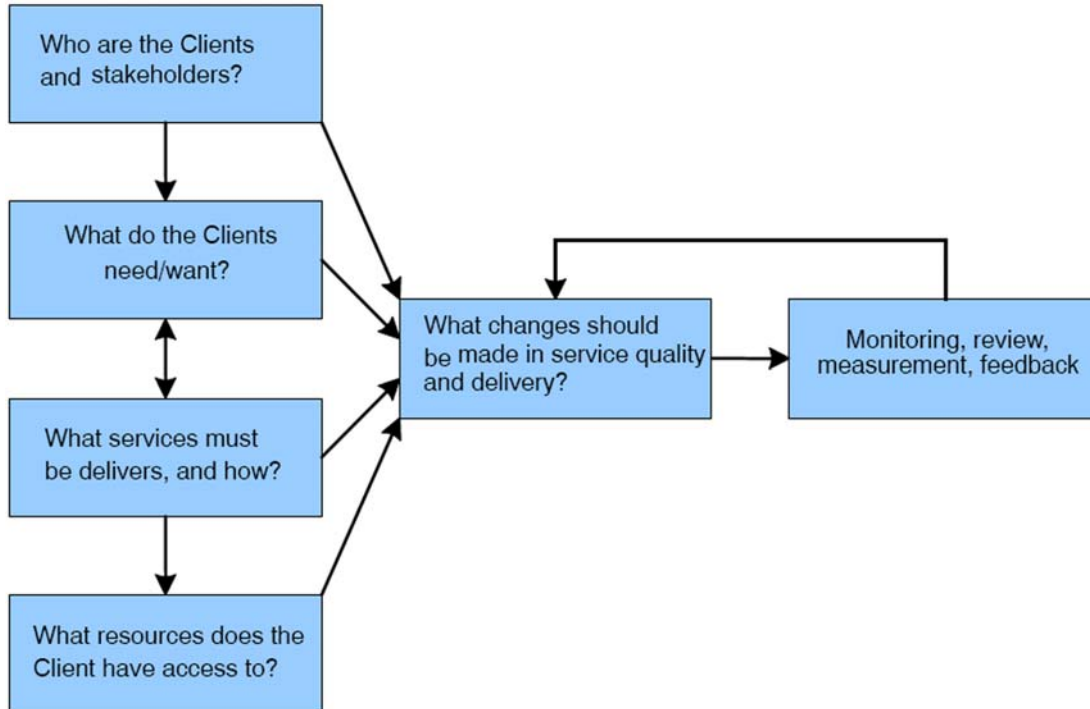 Who are the Clients
and stakeholders?
What do the Clients
need/want?
What services must
be delivers, and how?
What resources does the
Client have access to?
What changes should
be made in service quality
and delivery?
Monitoring, review,
measurement, feedback